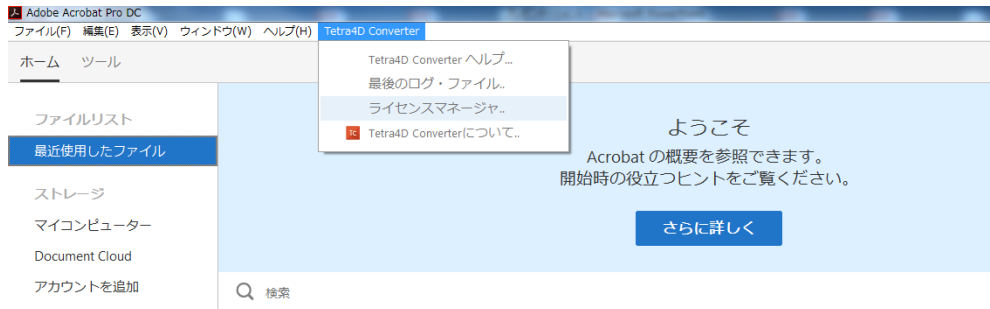 Adobe Acrobat Pro DC
ファイル(F) 編集(E) 表示(V) ウィンドウ(W) ヘルプ(H) Tetra4D Converter
ホーム ツール
Tetra4D Converter ヘルプ...
最後のログ・ファイル..
ライセンスマネージャ..
Tc Tetra4D Converterについて..
ファイルリスト
最近使用したファイル
ストレージ
マイコンピューター
Document Cloud
アカウントを追加
ようこそ
Acrobat の概要を参照できます。
開始時の役立つヒントをご覧ください。
さらに詳しく
検索